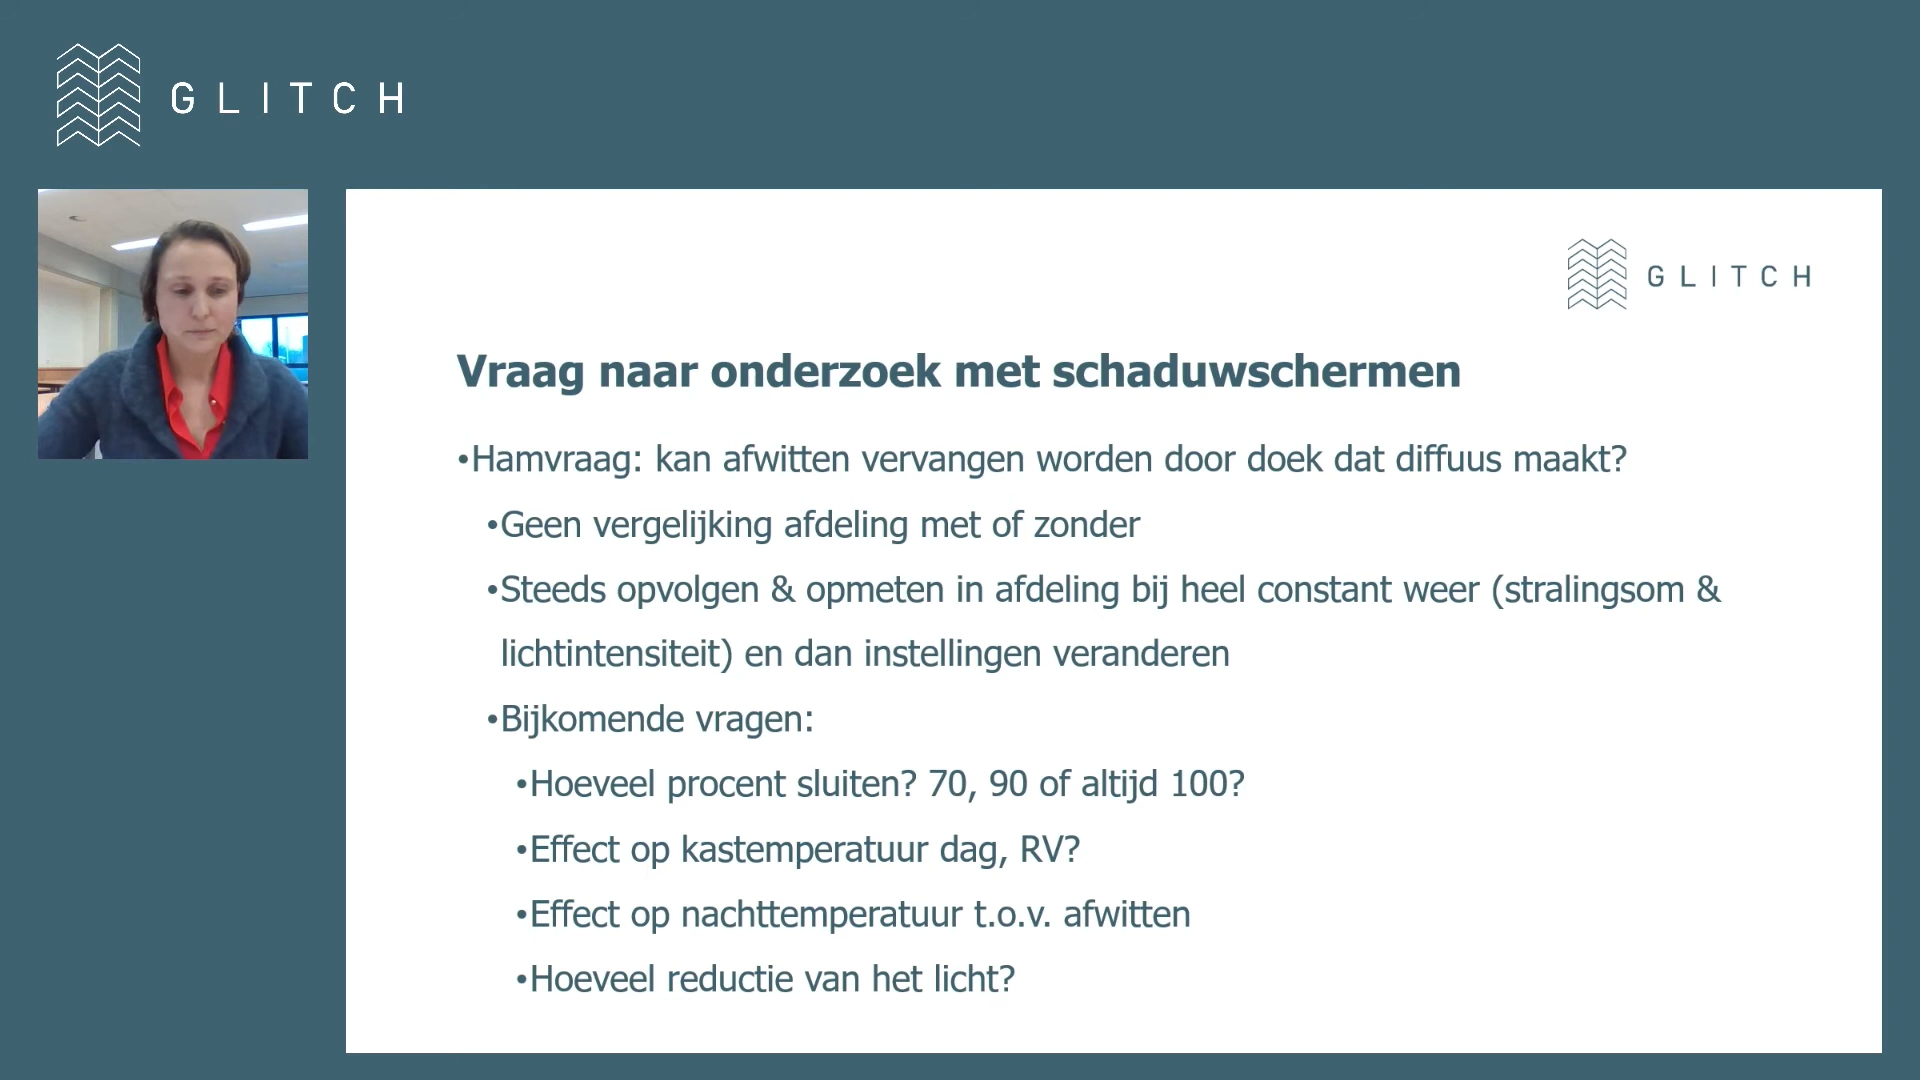 GLITCH
GLITCH
Vraag naar onderzoek met schaduwschermen
•Hamvraag: kan afwitten vervangen worden door doek dat diffuus maakt?
•Geen vergelijking afdeling met of zonder
•Steeds opvolgen & opmeten in afdeling bij heel constant weer (stralingsom &
lichtintensiteit) en dan instellingen veranderen
•Bijkomende vragen:
•Hoeveel procent sluiten? 70, 90 of altijd 100?
•Effect op kastemperatuur dag, RV?
•Effect op nachttemperatuur t.o.v. afwitten
•Hoeveel reductie van het licht?